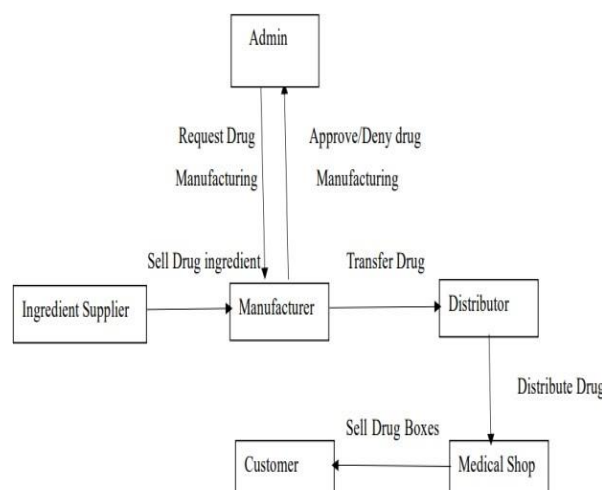 Admin
Request Drug
Manufacturing
Approve/Deny drug
Manufacturing
Sell Drug ingredient
Transfer Drug
Ingredient Supplier
Manufacturer
Distributor
Distribute Drug
Sell Drug Boxes
Customer
Medical Shop